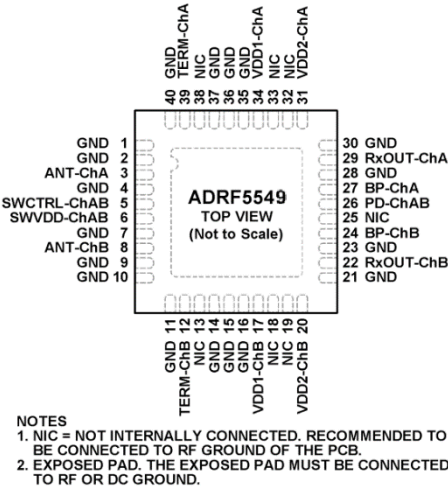 40 GND
39 TERM-ChA
38 NIC
37 GND
36 GND
35 GND
34 VDD1-ChA
33 NIC
32 NIC
31 VDD2-ChA
GND 1
GND 2
ANT-ChA 3
GND 4
SWCTRL-ChAB 5
SWVDD-ChAB 6
GND 7
ANT-ChB 8
GND 9
GND 10
ADRF5549
TOP VIEW
(Not to Scale)
30 GND
29 RxOUT-ChA
28 GND
27 BP-ChA
26 PD-ChAB
25 NIC
24 BP-ChB
23 GND
22 RxOUT-ChB
21 GND
GND 11
TERM-ChB 12
NIC 13
GND 14
GND 15
GND 16
VDD1-ChB 17
NIC 18
NIC 19
VDD2-ChB 20
NOTES
1. NIC = NOT INTERNALLY CONNECTED. RECOMMENDED TO
BE CONNECTED TO RF GROUND OF THE PCB.
2. EXPOSED PAD. THE EXPOSED PAD MUST BE CONNECTED
TO RF OR DC GROUND.